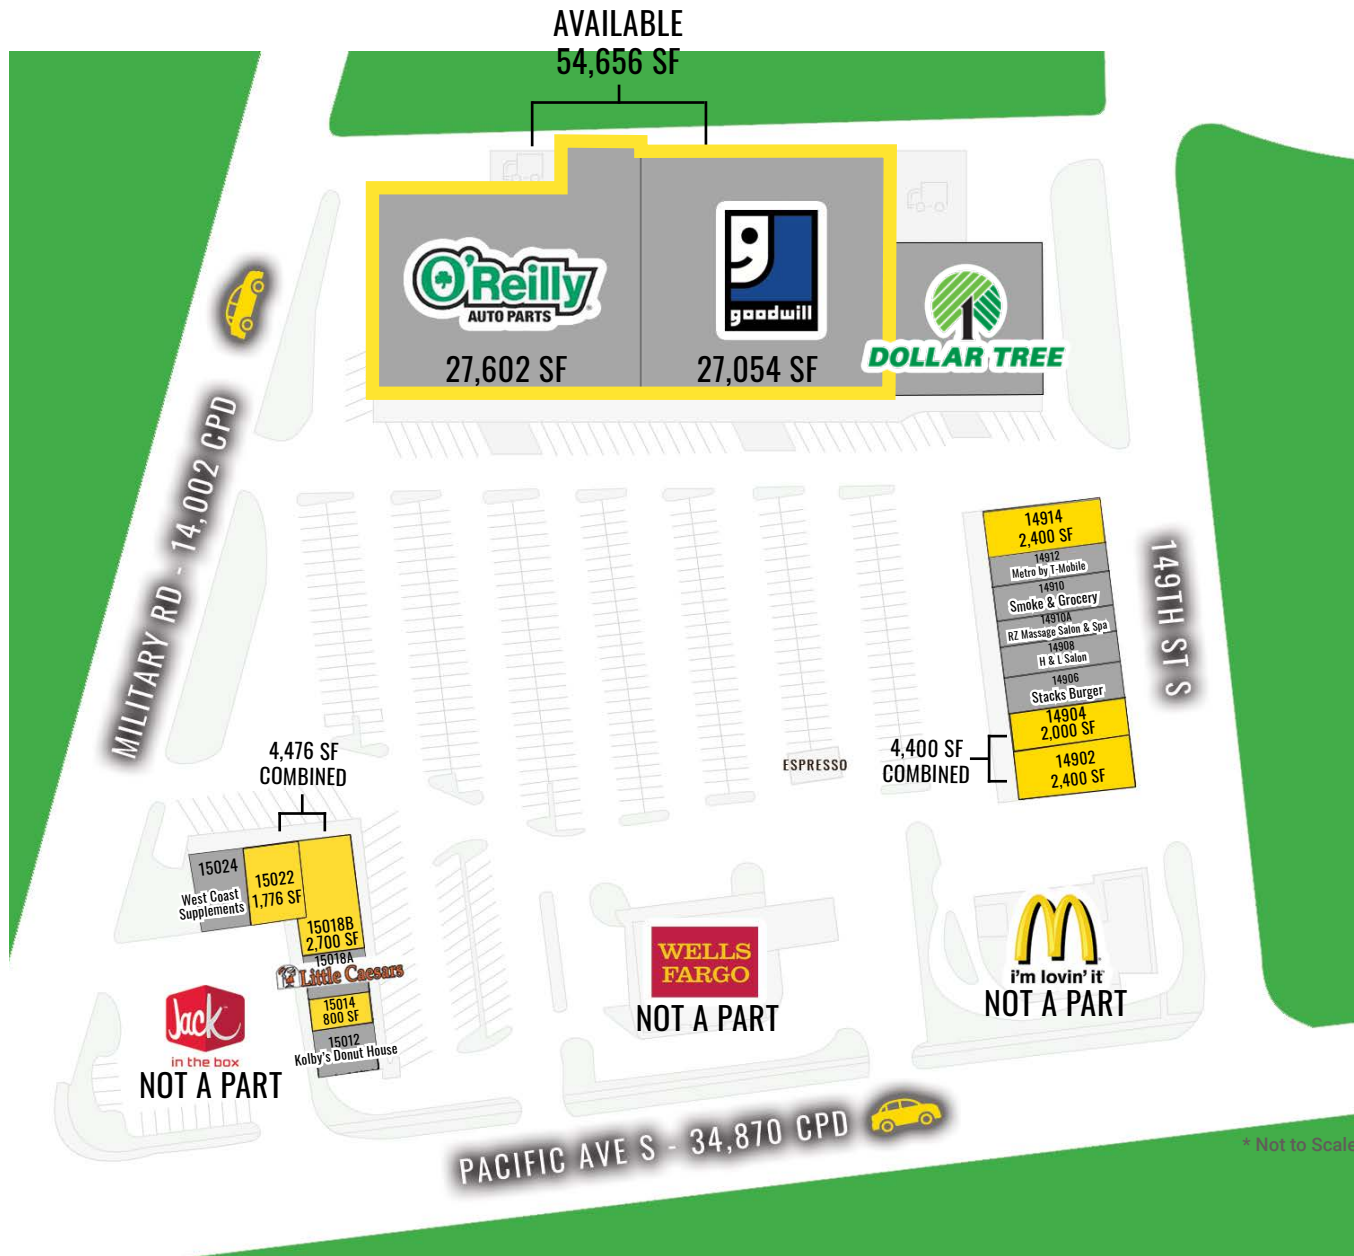 AVAILABLE
54,656 SF
O'Reilly
AUTO PARTS
27,602 SF
goodwill
27,054 SF
DOLLAR TREE
MILITARY RD - 14,002 CPD
149TH ST S
14914
2,400 SF
14912
Metro by T-Mobile
14910
Smoke & Grocery
14910A
RZ Massage Salon & Spa
14908
H & L Salon
14906
Stacks Burger
14904
2,000 SF
14902
2,400 SF
4,400 SF
COMBINED
ESPRESSO
4,476 SF
COMBINED
15024
West Coast
Supplements
15022
1,776 SF
15018B
2,700 SF
15018A
Little Caesars
15014
800 SF
15012
Kolby's Donut House
Jack
in the box
NOT A PART
WELLS
FARGO
NOT A PART
i'm lovin' it
NOT A PART
PACIFIC AVE S - 34,870 CPD
* Not to Scale